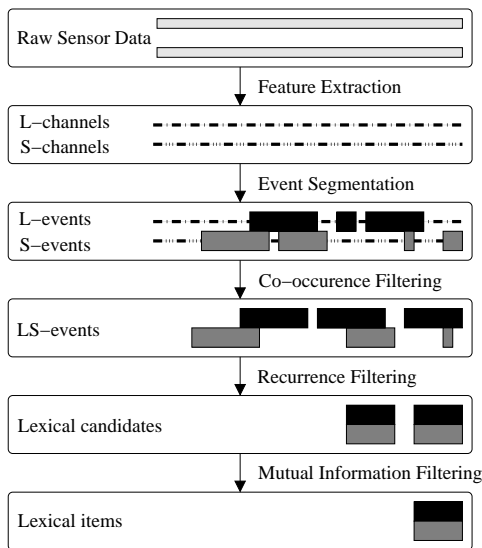 Raw Sensor Data
Feature Extraction
L−channels
S−channels
Event Segmentation
L−events
S−events
Co−occurence Filtering
LS−events
Recurrence Filtering
Lexical candidates
Mutual Information Filtering
Lexical items